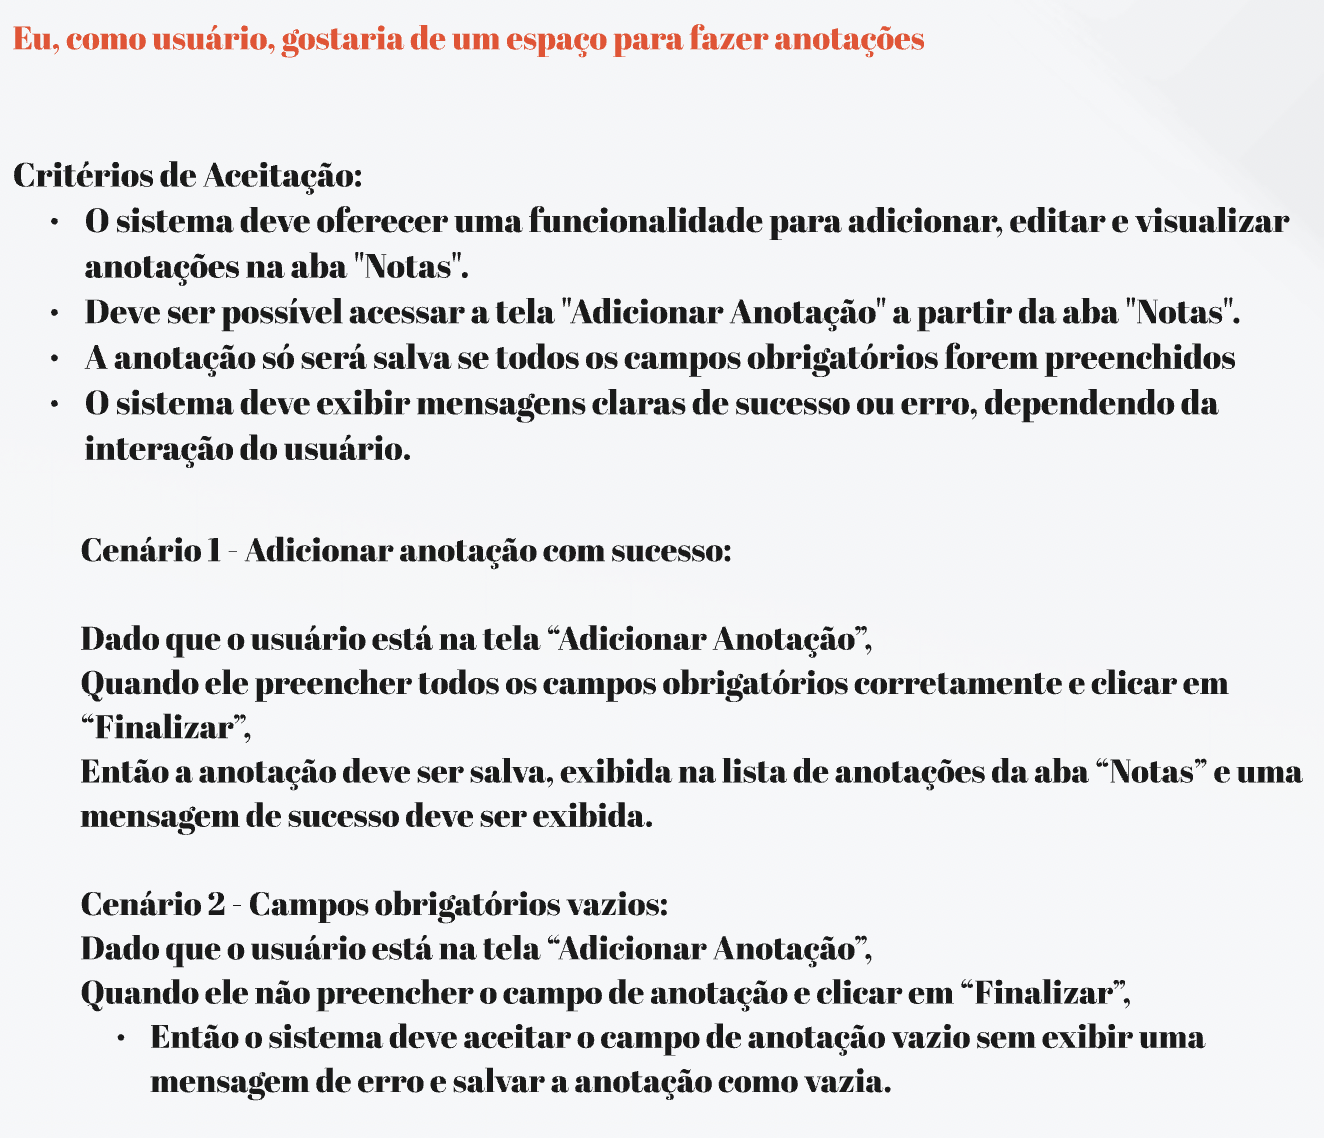 Eu, como usuário, gostaria de um espaço para fazer anotações
Critérios de Aceitação:
• O sistema deve oferecer uma funcionalidade para adicionar, editar e visualizar
anotações na aba "Notas".
• Deve ser possível acessar a tela "Adicionar Anotação" a partir da aba "Notas".
• A anotação só será salva se todos os campos obrigatórios forem preenchidos
• O sistema deve exibir mensagens claras de sucesso ou erro, dependendo da
interação do usuário.
Cenário 1 - Adicionar anotação com sucesso:
Dado que o usuário está na tela “Adicionar Anotação”,
Quando ele preencher todos os campos obrigatórios corretamente e clicar em
“Finalizar”,
Então a anotação deve ser salva, exibida na lista de anotações da aba “Notas” e uma
mensagem de sucesso deve ser exibida.
Cenário 2 - Campos obrigatórios vazios:
Dado que o usuário está na tela “Adicionar Anotação”,
Quando ele não preencher o campo de anotação e clicar em “Finalizar”,
• Então o sistema deve aceitar o campo de anotação vazio sem exibir uma
mensagem de erro e salvar a anotação como vazia.